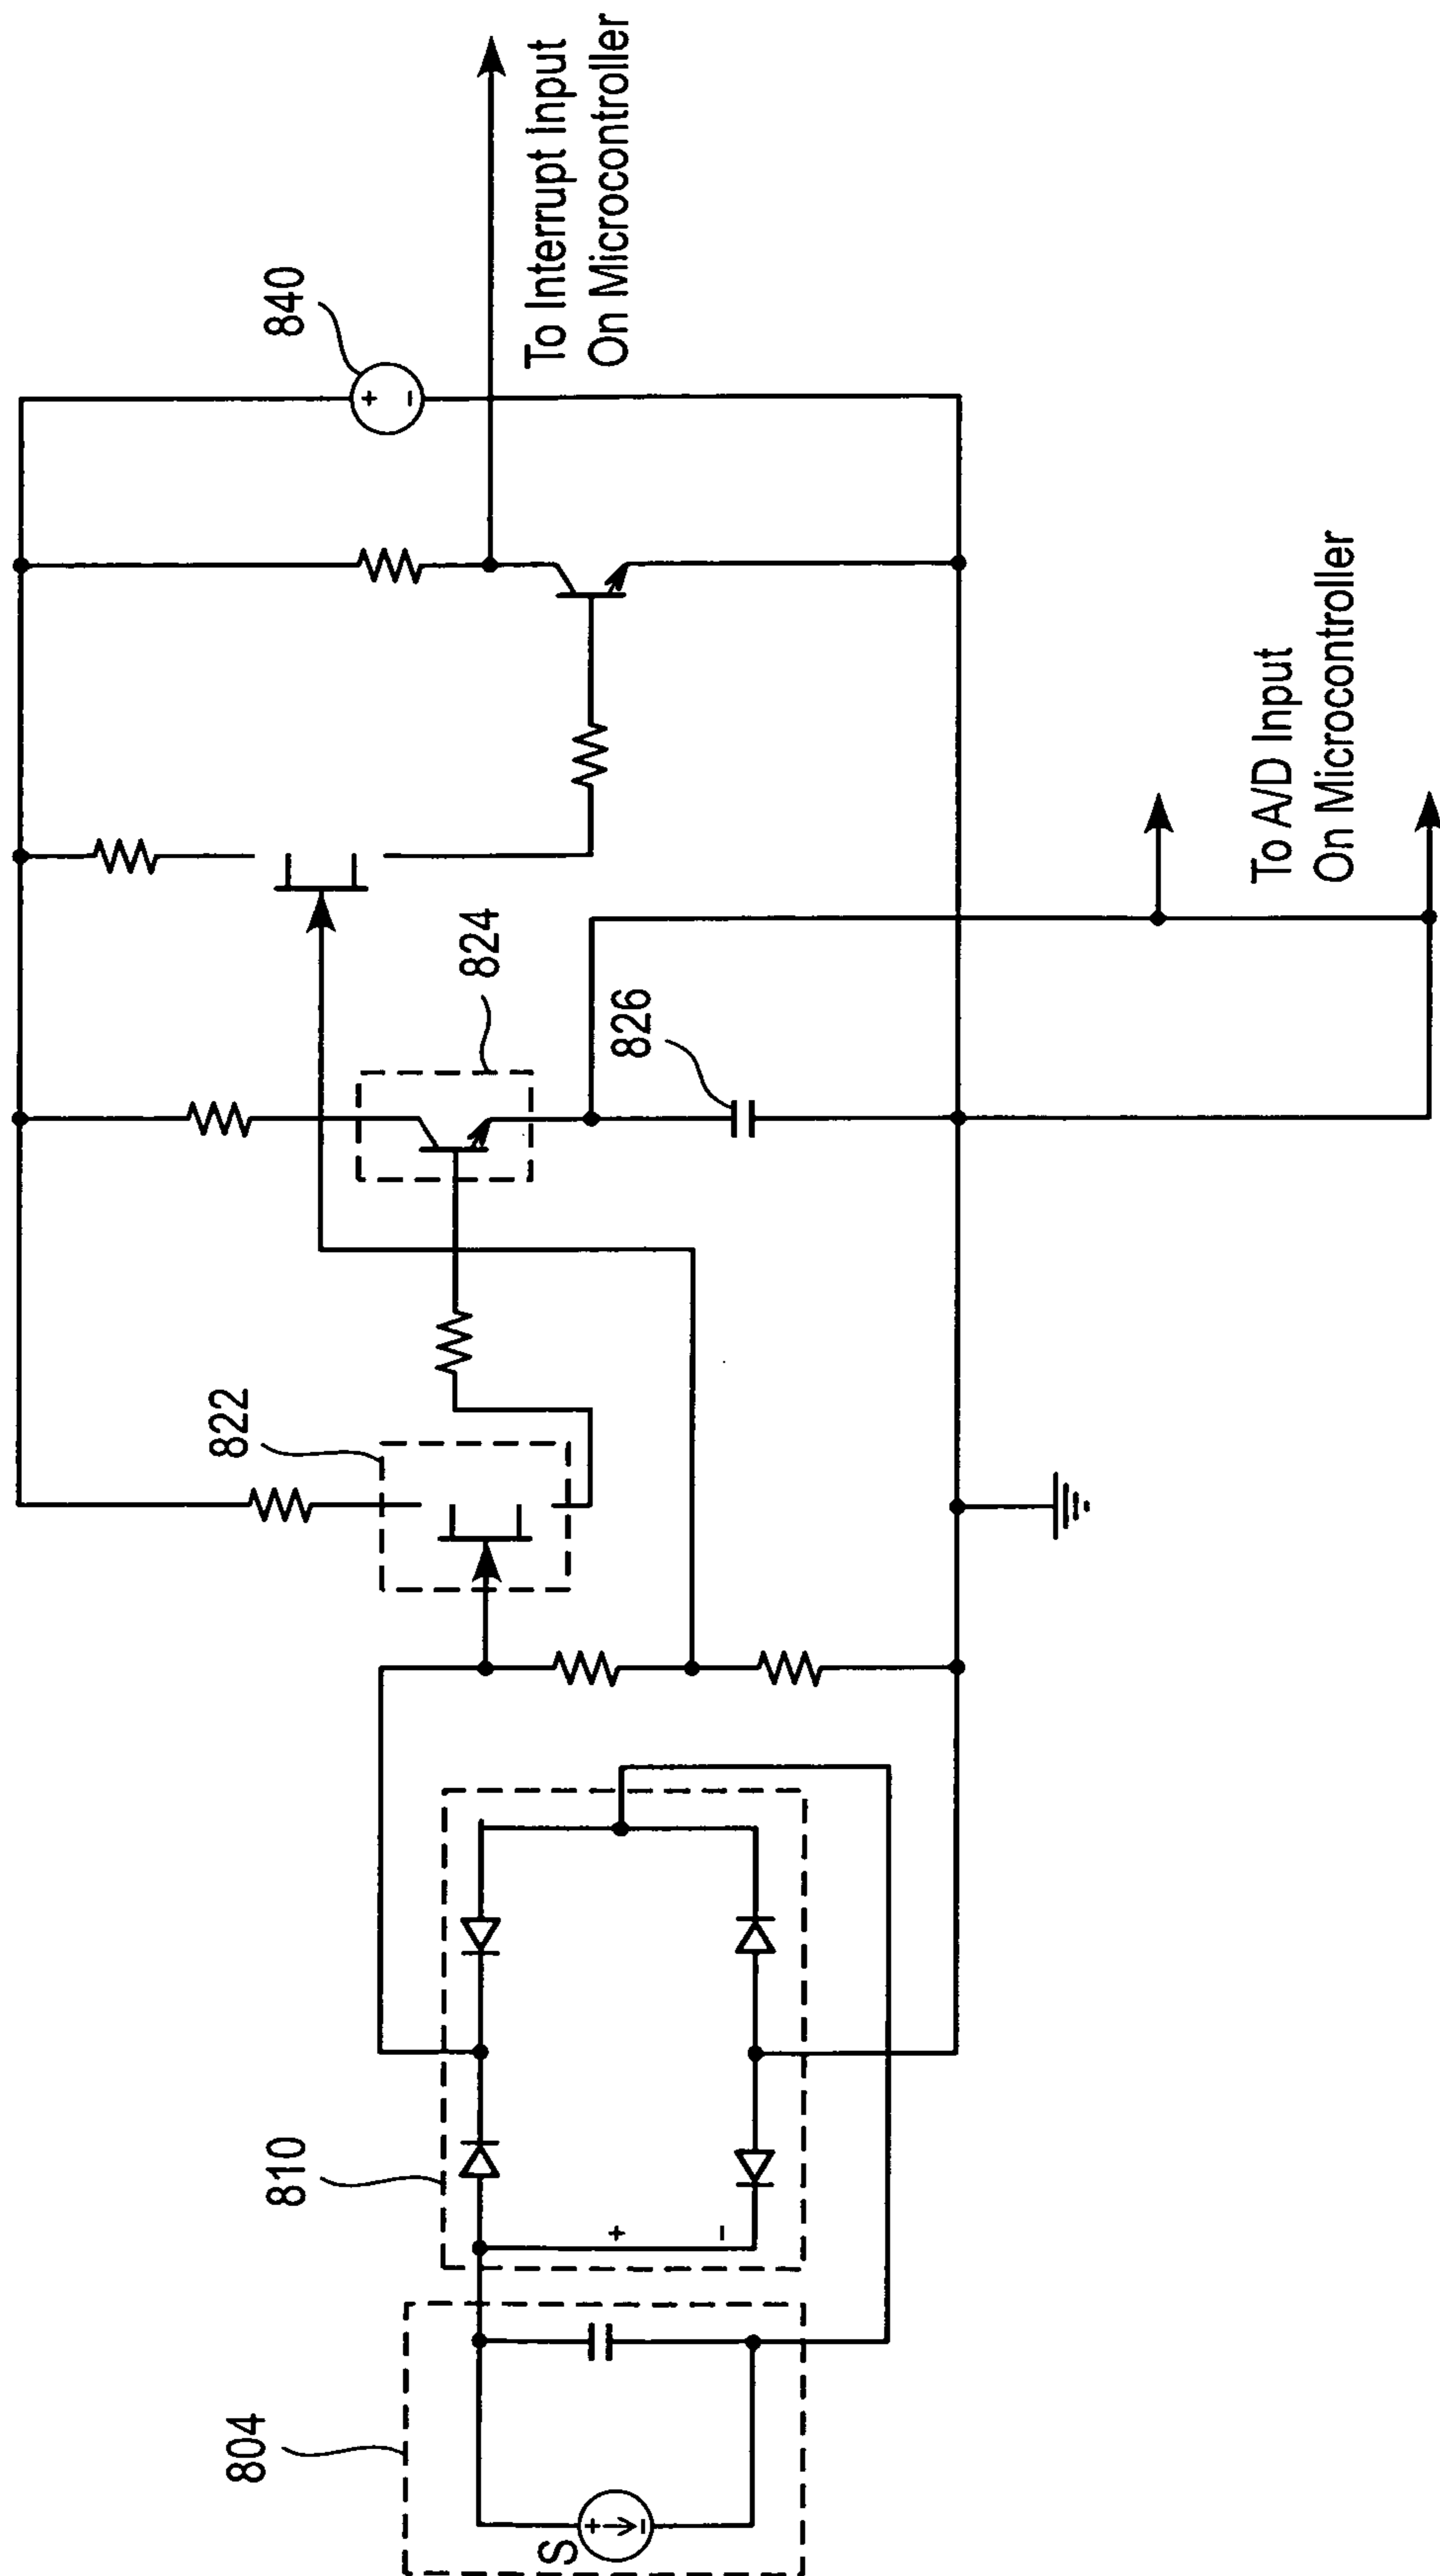 840
To Interrupt Input
On Microcontroller
824
826
822
To A/D Input
On Microcontroller
810
+
-
+
-
804
S
+
-